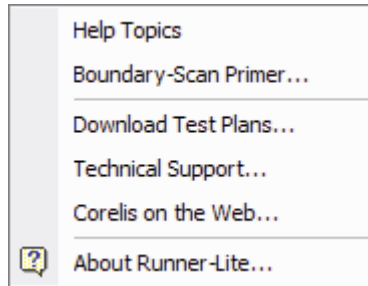 Help Topics
Boundary-Scan Primer...
Download Test Plans...
Technical Support...
Corelis on the Web...
About Runner-Lite...